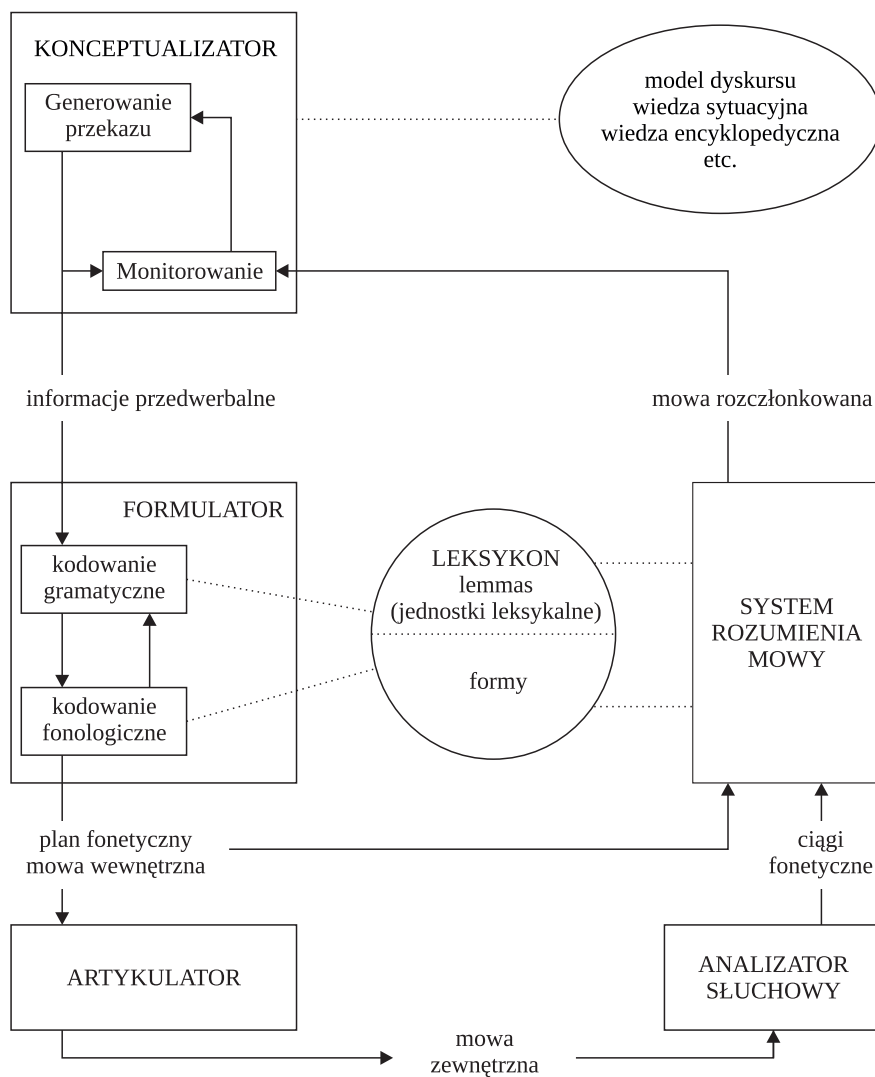 KONCEPTUALIZATOR
Generowanie
przekazu
model dyskursu
wiedza sytuacyjna
wiedza encyklopedyczna
etc.
Monitorowanie
informacje przedwerbalne
mowa rozczłonkowana
FORMULATOR
kodowanie
gramatyczne
LEKSYKON
lemmas
(jednostki leksykalne)
SYSTEM
ROZUMIENIA
MOWY
formy
kodowanie
fonologiczne
plan fonetyczny
mowa wewnętrzna
ciągi
fonetyczne
ARTYKULATOR
ANALIZATOR
SŁUCHOWY
mowa
zewnętrzna